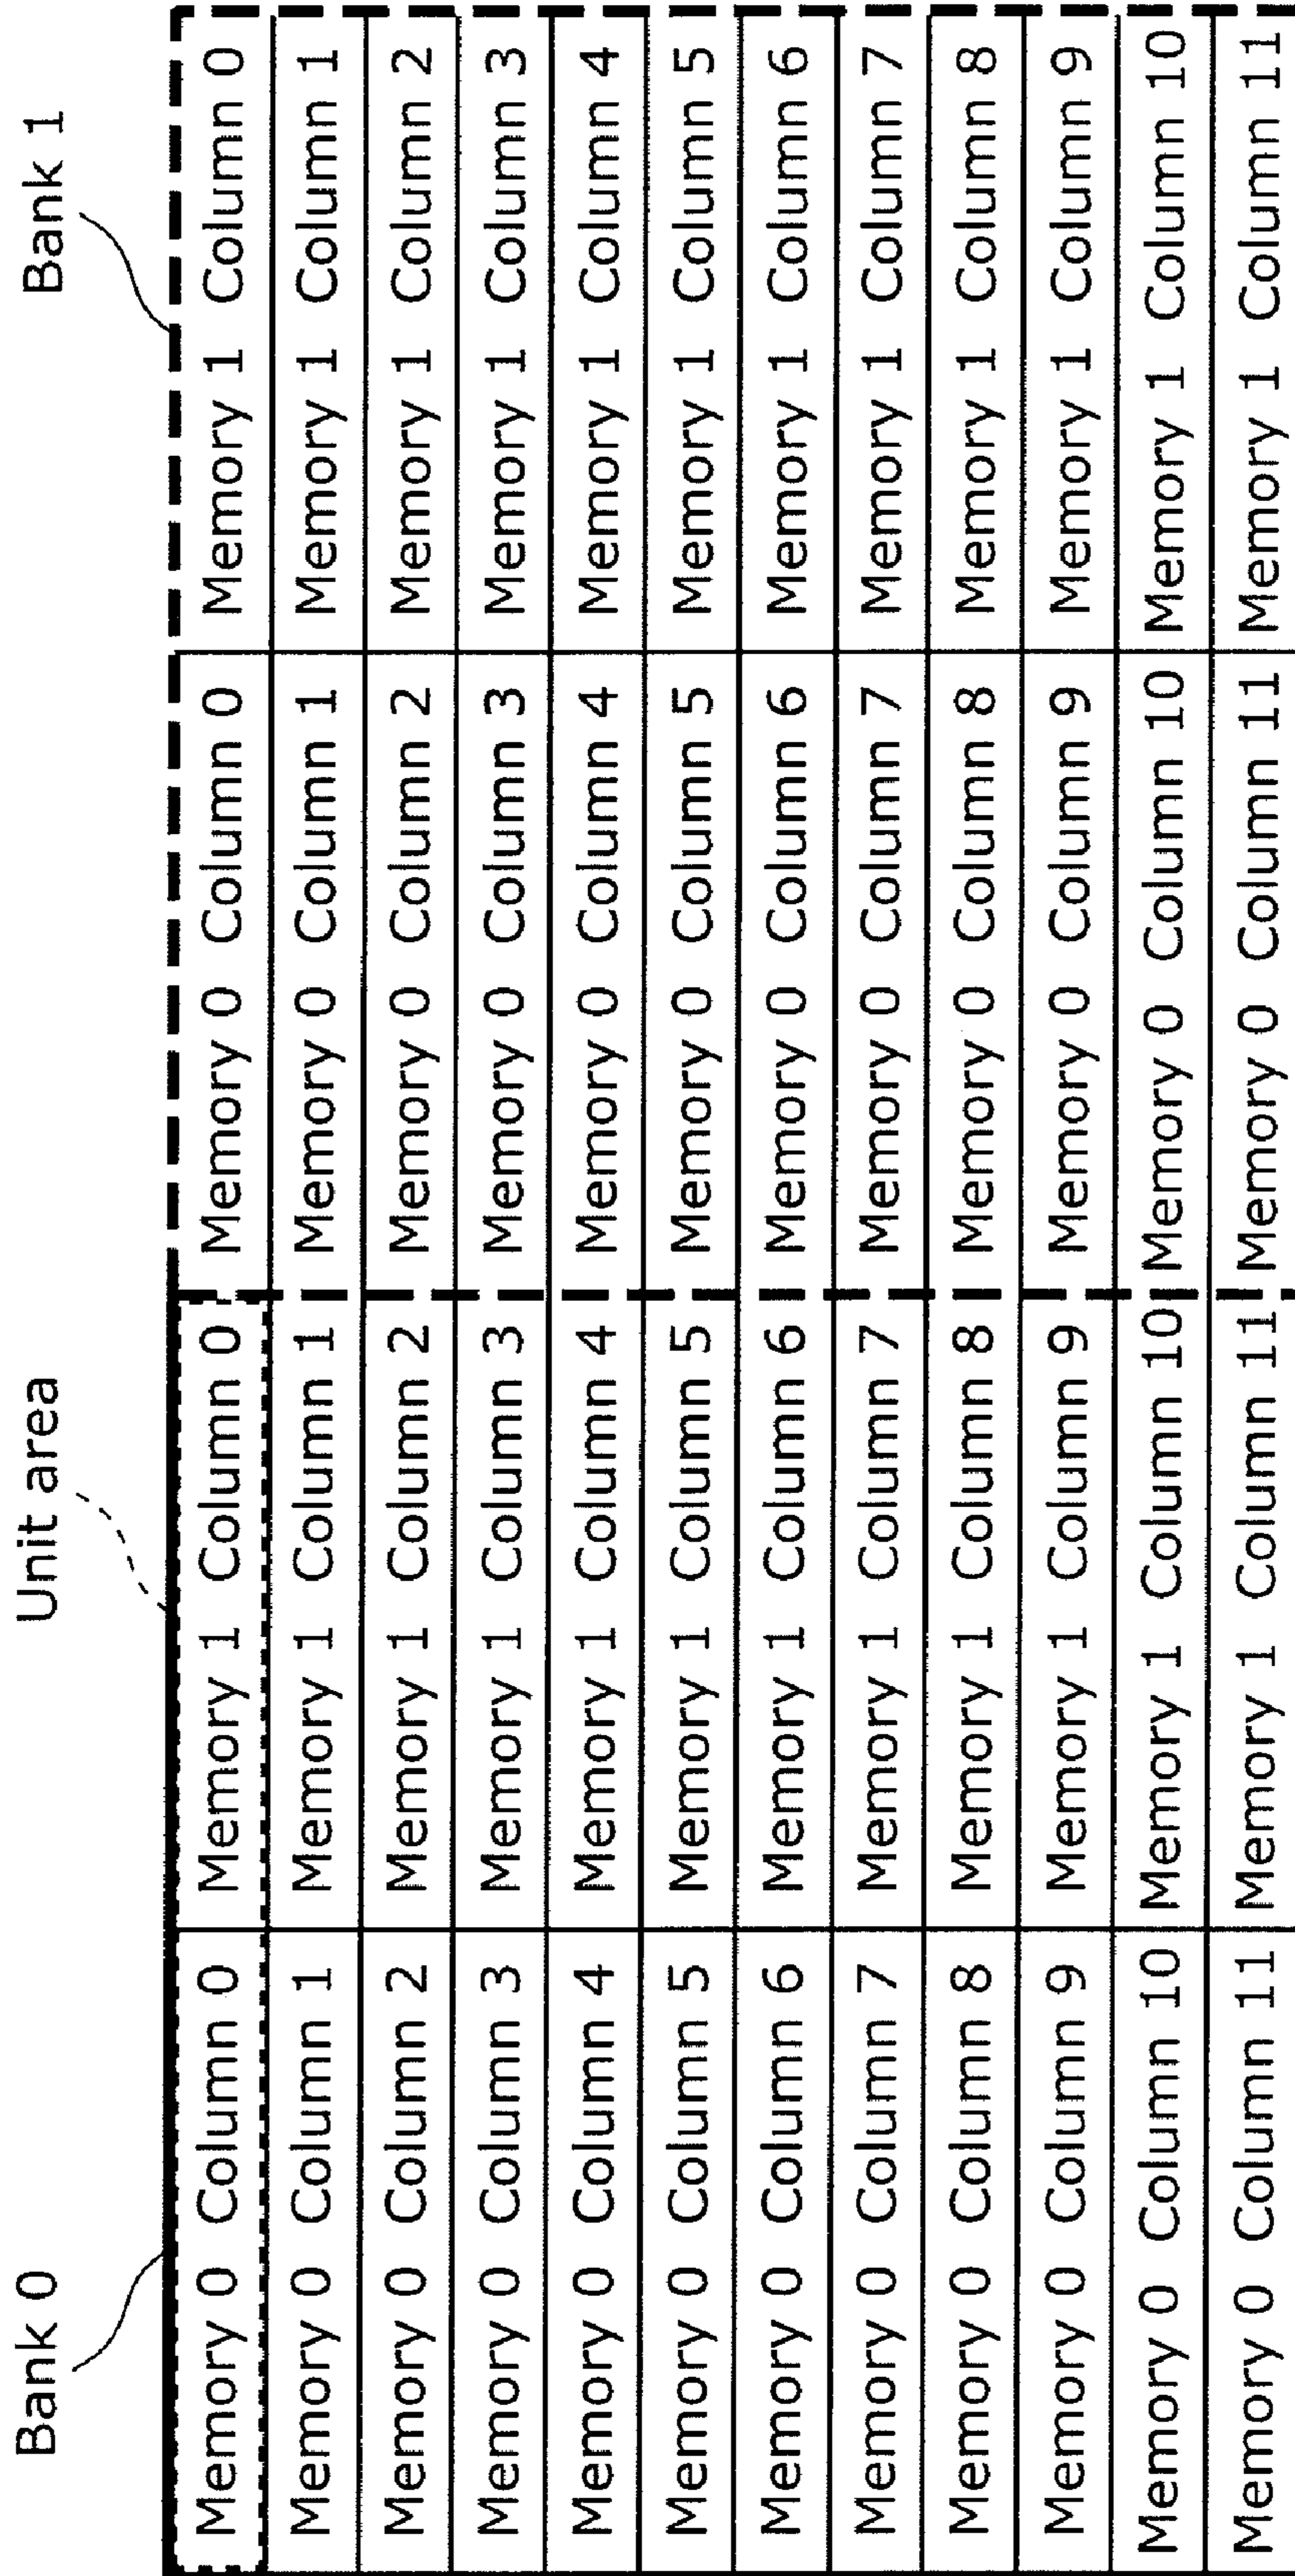 Bank 0 Unit area Bank 1
Memory 0 Column 0 Memory 1 Column 0 Memory 0 Column 0 Memory 1 Column 0
Memory 0 Column 1 Memory 1 Column 1 Memory 0 Column 1 Memory 1 Column 1
Memory 0 Column 2 Memory 1 Column 2 Memory 0 Column 2 Memory 1 Column 2
Memory 0 Column 3 Memory 1 Column 3 Memory 0 Column 3 Memory 1 Column 3
Memory 0 Column 4 Memory 1 Column 4 Memory 0 Column 4 Memory 1 Column 4
Memory 0 Column 5 Memory 1 Column 5 Memory 0 Column 5 Memory 1 Column 5
Memory 0 Column 6 Memory 1 Column 6 Memory 0 Column 6 Memory 1 Column 6
Memory 0 Column 7 Memory 1 Column 7 Memory 0 Column 7 Memory 1 Column 7
Memory 0 Column 8 Memory 1 Column 8 Memory 0 Column 8 Memory 1 Column 8
Memory 0 Column 9 Memory 1 Column 9 Memory 0 Column 9 Memory 1 Column 9
Memory 0 Column 10 Memory 1 Column 10 Memory 0 Column 10 Memory 1 Column 10
Memory 0 Column 11 Memory 1 Column 11 Memory 0 Column 11 Memory 1 Column 11